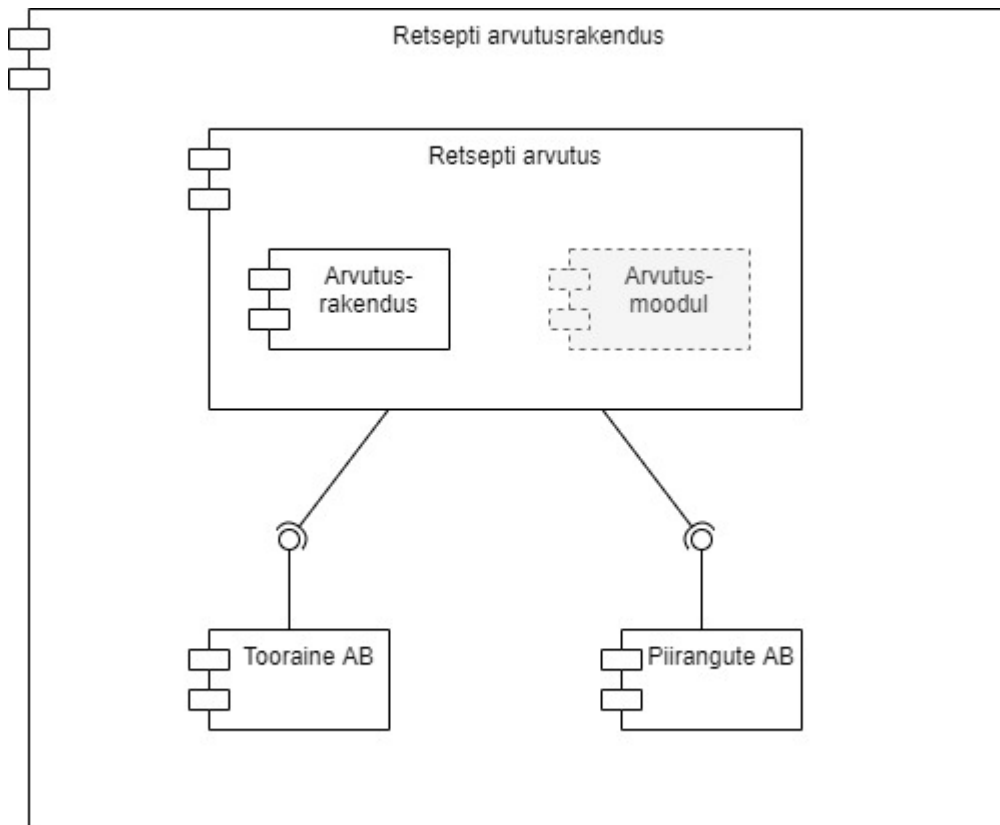 Retsepti arvutusrakendus
Retsepti arvutus
Arvutus-
rakendus
Arvutus-
moodul
Tooraine AB
Piirangute AB